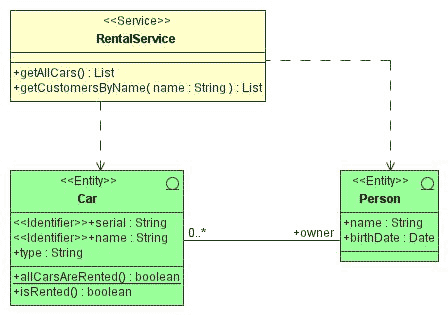 <<Service>>
RentalService
+getAllCars() : List
+getCustomersByName( name : String ) : List
<<Entity>>
Car
<<Identifier>>+serial : String
<<Identifier>>+name : String
+type : String
+allCarsAreRented() : boolean
+isRented() : boolean
0..*
+owner
<<Entity>>
Person
+name : String
+birthDate : Date